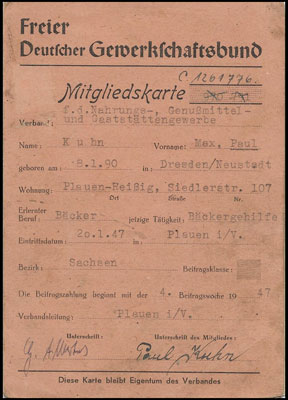 Freier
Deutscher Gewerkschaftsbund
C 1261776.
Mitgliedskarte
f.d.Nahrungs-, Genußmittel-
Verband: und Gaststättengewerbe
Name: Kuhn Vorname: Max, Paul
geboren am 8.1.90 in: Dresden/Neustadt
Wohnung: Plauen-Reißig, Siedlerstr. 107
Ort Straße Nr.
Erlernter
Beruf: Bäcker jetzige Tätigkeit: Bäckergehilfe
Eintrittsdatum: 20.1.47 in Plauen i/V.
Bezirk: Sachsen Beitragsklasse:
Die Beitragszahlung beginnt mit der 4. Beitragswoche 19 47
Verbandsleitung: Plauen i/V.
Unterschrift: Unterschrift des Mitgliedes:
Paul Kuhn
Diese Karte bleibt Eigentum des Verbandes